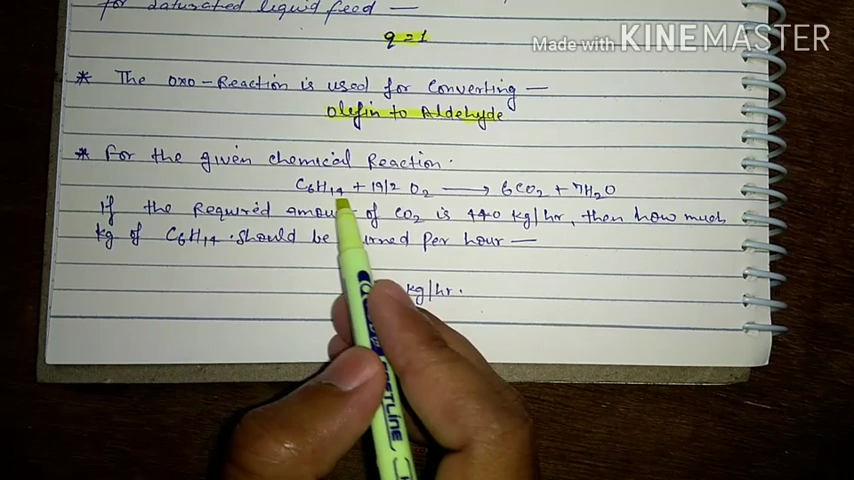 for saturated liquid feed —
q = 1
Made with KINEMASTER
* The oxo-Reaction is used for converting —
Olefin to Aldehyde
* For the given chemical Reaction.
C6H14 + 19/2 O2 → 6CO2 + 7H2O
If the Required amount of CO2 is 440 kg/hr, then how much
kg of C6H14 should be burned per hour —
kg/hr.